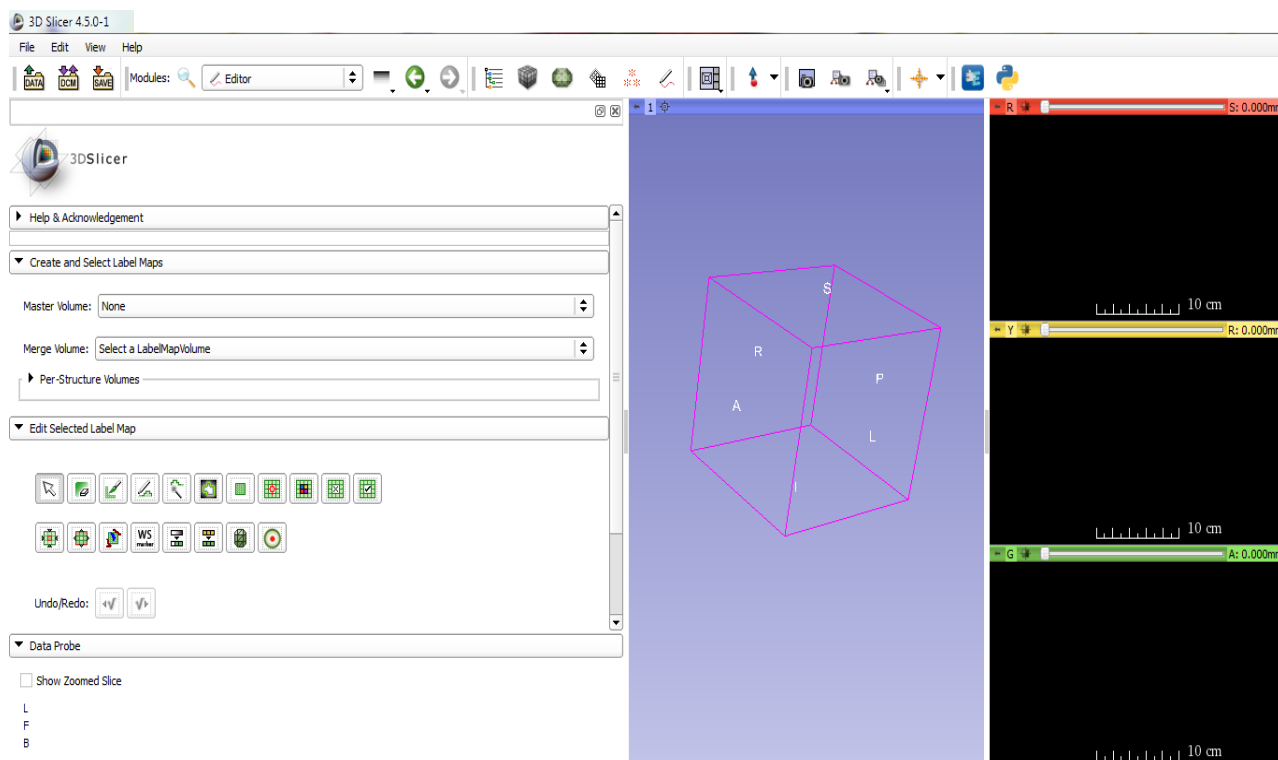 3D Slicer 4.5.0-1
File Edit View Help
DATA DCM SAVE Modules: Editor
1
R S: 0.000mm
3DSlicer
Help & Acknowledgement
Create and Select Label Maps
Master Volume: None
Merge Volume: Select a LabelMapVolume
Per-Structure Volumes
Edit Selected Label Map
WS
marker
Undo/Redo:
Data Probe
Show Zoomed Slice
L
F
B
S
R
P
A
L
I
10 cm
Y R: 0.000mm
10 cm
G A: 0.000mm
10 cm